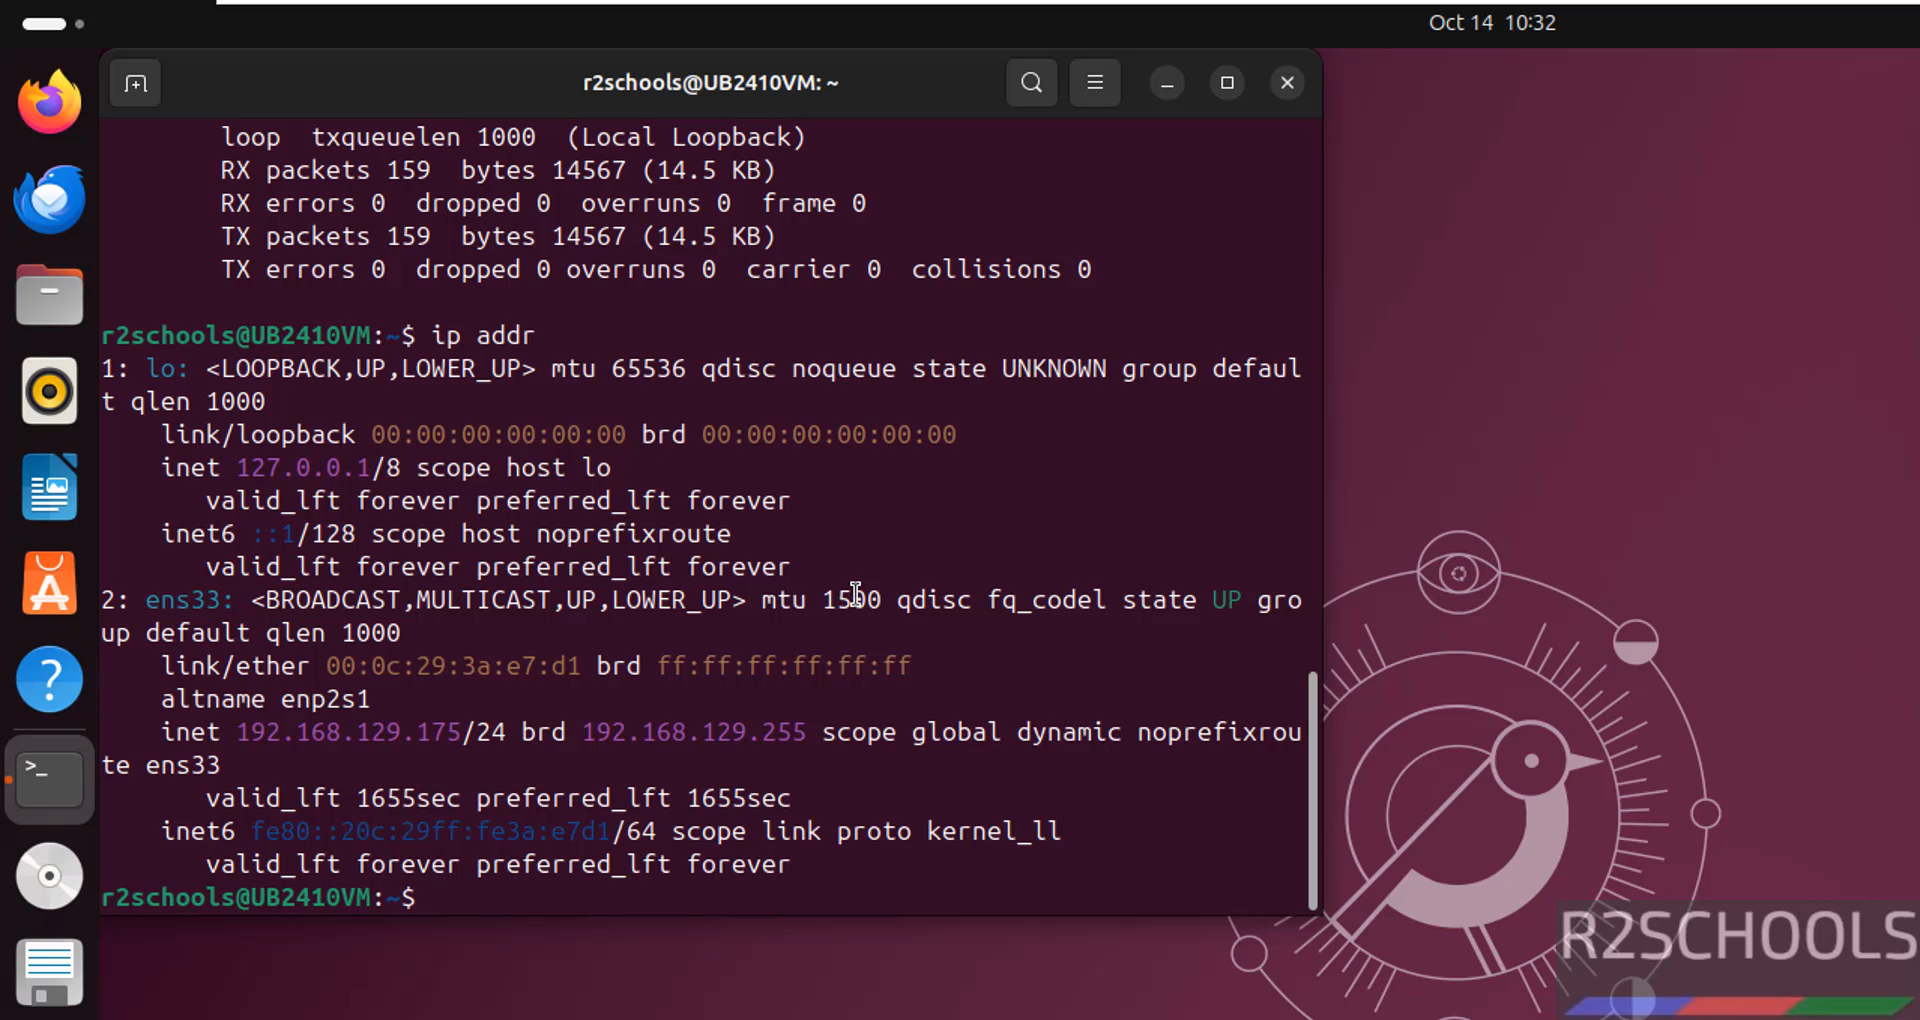 Oct 14 10:32
r2schools@UB2410VM: ~
loop txqueuelen 1000 (Local Loopback)
RX packets 159 bytes 14567 (14.5 KB)
RX errors 0 dropped 0 overruns 0 frame 0
TX packets 159 bytes 14567 (14.5 KB)
TX errors 0 dropped 0 overruns 0 carrier 0 collisions 0
r2schools@UB2410VM:~$ ip addr
1: lo: <LOOPBACK,UP,LOWER_UP> mtu 65536 qdisc noqueue state UNKNOWN group defaul
t qlen 1000
link/loopback 00:00:00:00:00:00 brd 00:00:00:00:00:00
inet 127.0.0.1/8 scope host lo
valid_lft forever preferred_lft forever
inet6 ::1/128 scope host noprefixroute
valid_lft forever preferred_lft forever
2: ens33: <BROADCAST,MULTICAST,UP,LOWER_UP> mtu 1500 qdisc fq_codel state UP gro
up default qlen 1000
link/ether 00:0c:29:3a:e7:d1 brd ff:ff:ff:ff:ff:ff
altname enp2s1
inet 192.168.129.175/24 brd 192.168.129.255 scope global dynamic noprefixrou
te ens33
valid_lft 1655sec preferred_lft 1655sec
inet6 fe80::20c:29ff:fe3a:e7d1/64 scope link proto kernel_ll
valid_lft forever preferred_lft forever
r2schools@UB2410VM:~$
R2SCHOOLS